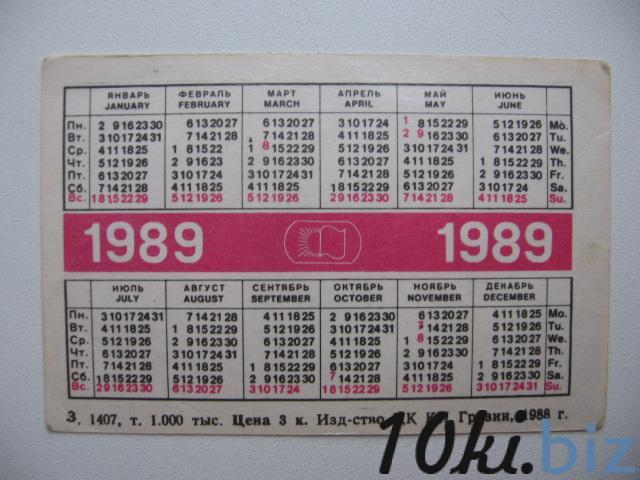 ЯНВАРЬ ФЕВРАЛЬ МАРТ АПРЕЛЬ МАЙ ИЮНЬ
JANUARY FEBRUARY MARCH APRIL MAY JUNE
Пн. 2 9 16 23 30 6 13 20 27 6 13 20 27 3 10 17 24 1 8 15 22 29 5 12 19 26 Mo.
Вт. 3 10 17 24 31 7 14 21 28 7 14 21 28 4 11 18 25 2 9 16 23 30 6 13 20 27 Tu.
Ср. 4 11 18 25 1 8 15 22 1 8 15 22 29 5 12 19 26 3 10 17 24 31 7 14 21 28 We.
Чт. 5 12 19 26 2 9 16 23 2 9 16 23 30 6 13 20 27 4 11 18 25 1 8 15 22 29 Th.
Пт. 6 13 20 27 3 10 17 24 3 10 17 24 31 7 14 21 28 5 12 19 26 2 9 16 23 30 Fr.
Сб. 7 14 21 28 4 11 18 25 4 11 18 25 1 8 15 22 29 6 13 20 27 3 10 17 24 Sa.
Вс. 1 8 15 22 29 5 12 19 26 5 12 19 26 2 9 16 23 30 7 14 21 28 4 11 18 25 Su.
1989 1989
ИЮЛЬ АВГУСТ СЕНТЯБРЬ ОКТЯБРЬ НОЯБРЬ ДЕКАБРЬ
JULY AUGUST SEPTEMBER OCTOBER NOVEMBER DECEMBER
Пн. 3 10 17 24 31 7 14 21 28 4 11 18 25 2 9 16 23 30 6 13 20 27 4 11 18 25 Mo.
Вт. 4 11 18 25 1 8 15 22 29 5 12 19 26 3 10 17 24 31 7 14 21 28 5 12 19 26 Tu.
Ср. 5 12 19 26 2 9 16 23 30 6 13 20 27 4 11 18 25 1 8 15 22 29 6 13 20 27 We.
Чт. 6 13 20 27 3 10 17 24 31 7 14 21 28 5 12 19 26 2 9 16 23 30 7 14 21 28 Th.
Пт. 7 14 21 28 4 11 18 25 1 8 15 22 29 6 13 20 27 3 10 17 24 1 8 15 22 29 Fr.
Сб. 1 8 15 22 29 5 12 19 26 2 9 16 23 30 7 14 21 28 4 11 18 25 2 9 16 23 30 Sa.
Вс. 2 9 16 23 30 6 13 20 27 3 10 17 24 1 8 15 22 29 5 12 19 26 3 10 17 24 31 Su.
З. 1407, т. 1.000 тыс. Цена 3 к. Изд-ство ЦК КП Грузии, 1988 г.
10ki.biz